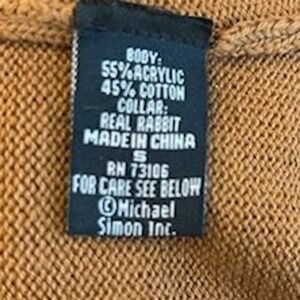 BODY:
55% ACRYLIC
45% COTTON
COLLAR:
REAL RABBIT
MADE IN CHINA
S
RN 73106
FOR CARE SEE BELOW
©Michael
Simon Inc.